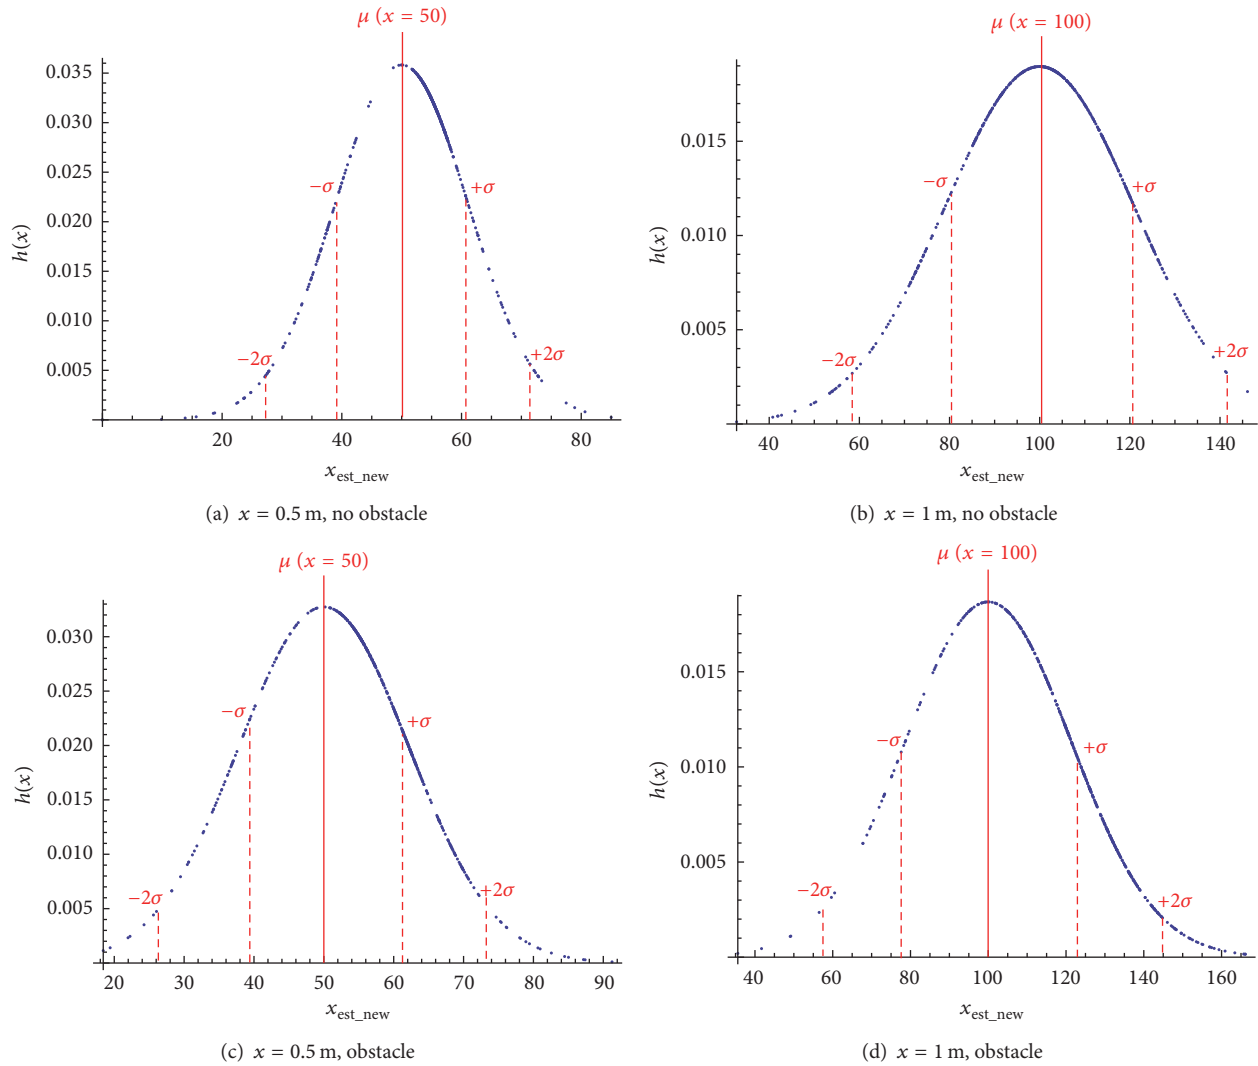 μ (x = 50)
0.035
0.030
0.025
0.020
0.015
0.010
0.005
h(x)
−σ
+σ
−2σ
+2σ
20 40 60 80
x_est_new
(a) x = 0.5 m, no obstacle
μ (x = 100)
0.015
0.010
0.005
h(x)
−σ
+σ
−2σ
+2σ
40 60 80 100 120 140
x_est_new
(b) x = 1 m, no obstacle
μ (x = 50)
0.030
0.025
0.020
0.015
0.010
0.005
h(x)
−σ
+σ
−2σ
+2σ
20 30 40 50 60 70 80 90
x_est_new
(c) x = 0.5 m, obstacle
μ (x = 100)
0.015
0.010
0.005
h(x)
−σ
+σ
−2σ
+2σ
40 60 80 100 120 140 160
x_est_new
(d) x = 1 m, obstacle